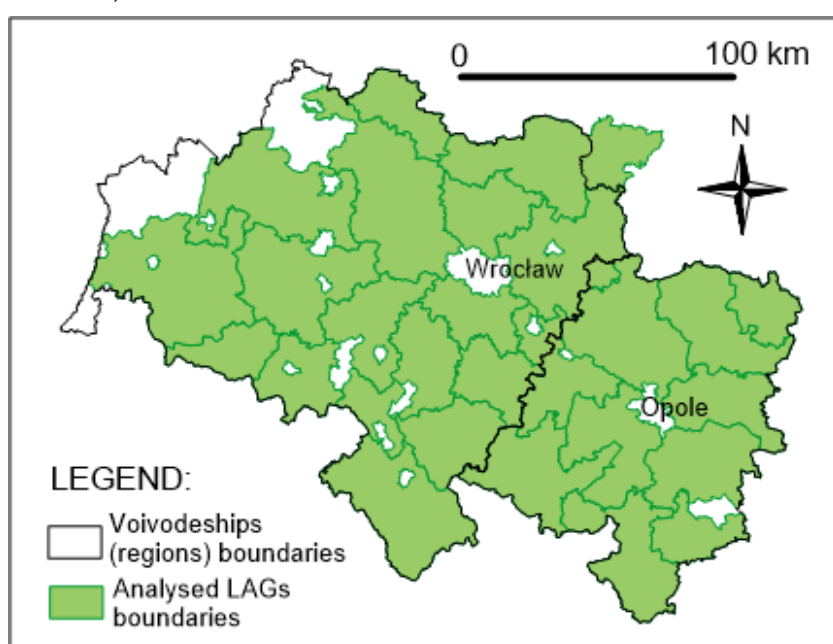 0 100 km
N
Wrocław
Opole
LEGEND:
Voivodeships
(regions) boundaries
Analysed LAGs
boundaries